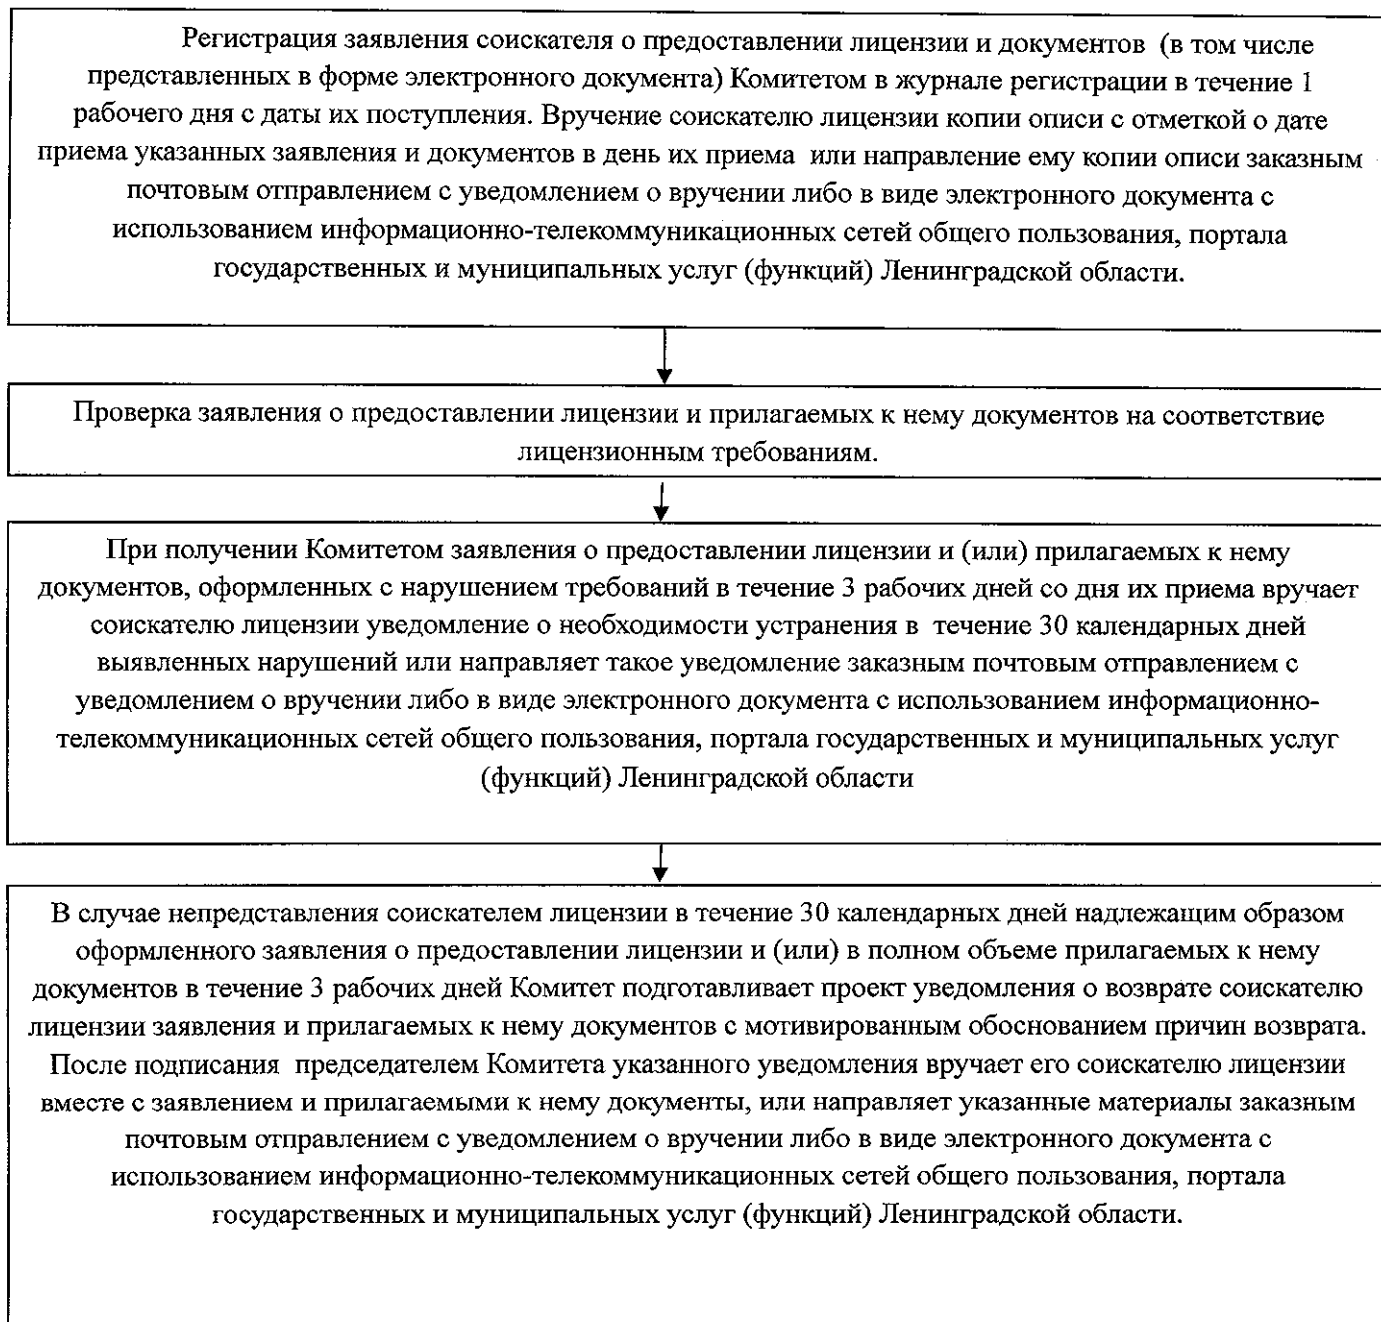 Регистрация заявления соискателя о предоставлении лицензии и документов (в том числе
представленных в форме электронного документа) Комитетом в журнале регистрации в течение 1
рабочего дня с даты их поступления. Вручение соискателю лицензии копии описи с отметкой о дате
приема указанных заявления и документов в день их приема или направление ему копии описи заказным
почтовым отправлением с уведомлением о вручении либо в виде электронного документа с
использованием информационно-телекоммуникационных сетей общего пользования, портала
государственных и муниципальных услуг (функций) Ленинградской области.
Проверка заявления о предоставлении лицензии и прилагаемых к нему документов на соответствие
лицензионным требованиям.
При получении Комитетом заявления о предоставлении лицензии и (или) прилагаемых к нему
документов, оформленных с нарушением требований в течение 3 рабочих дней со дня их приема вручает
соискателю лицензии уведомление о необходимости устранения в течение 30 календарных дней
выявленных нарушений или направляет такое уведомление заказным почтовым отправлением с
уведомлением о вручении либо в виде электронного документа с использованием информационно-
телекоммуникационных сетей общего пользования, портала государственных и муниципальных услуг
(функций) Ленинградской области
В случае непредставления соискателем лицензии в течение 30 календарных дней надлежащим образом
оформленного заявления о предоставлении лицензии и (или) в полном объеме прилагаемых к нему
документов в течение 3 рабочих дней Комитет подготавливает проект уведомления о возврате соискателю
лицензии заявления и прилагаемых к нему документов с мотивированным обоснованием причин возврата.
После подписания председателем Комитета указанного уведомления вручает его соискателю лицензии
вместе с заявлением и прилагаемыми к нему документы, или направляет указанные материалы заказным
почтовым отправлением с уведомлением о вручении либо в виде электронного документа с
использованием информационно-телекоммуникационных сетей общего пользования, портала
государственных и муниципальных услуг (функций) Ленинградской области.